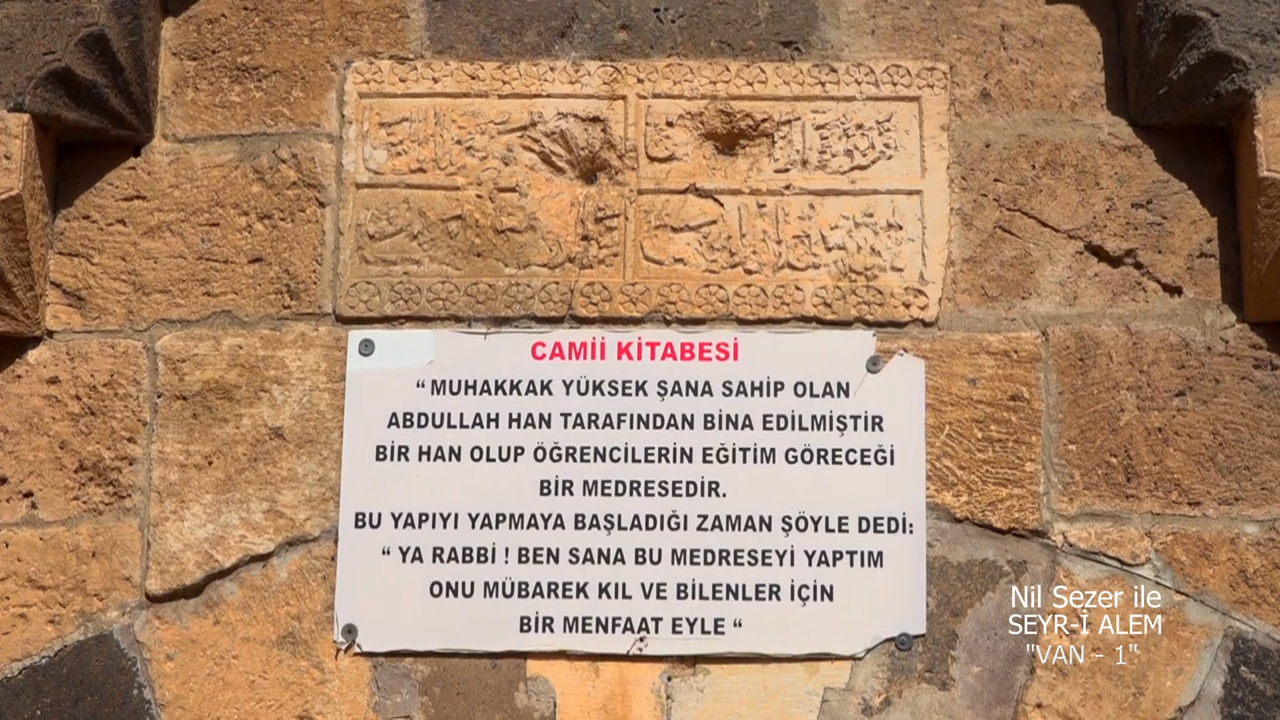 CAMİİ KİTABESİ
“ MUHAKKAK YÜKSEK ŞANA SAHİP OLAN
ABDULLAH HAN TARAFINDAN BİNA EDİLMİŞTİR
BİR HAN OLUP ÖĞRENCİLERİN EĞİTİM GÖRECEĞİ
BİR MEDRESEDİR.
BU YAPIYI YAPMAYA BAŞLADIĞI ZAMAN ŞÖYLE DEDİ:
“ YA RABBİ ! BEN SANA BU MEDRESEYİ YAPTIM
ONU MÜBAREK KIL VE BİLENLER İÇİN
BİR MENFAAT EYLE “
Nil Sezer ile
SEYR-İ ALEM
"VAN - 1"